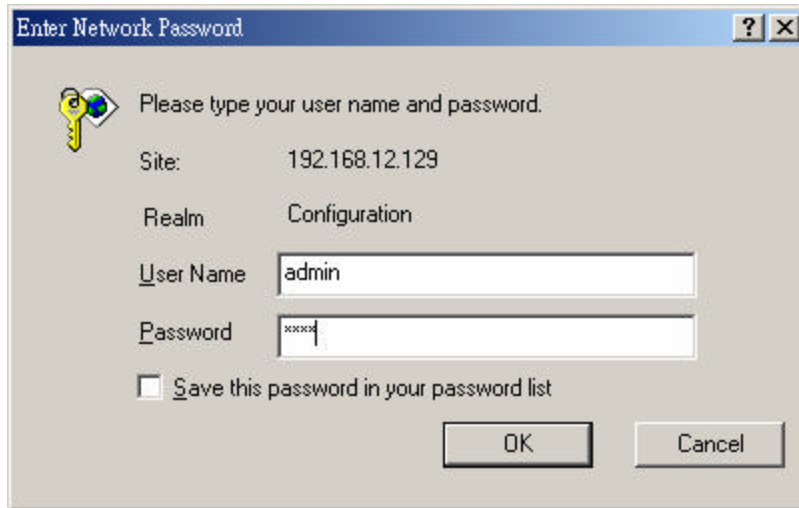 Enter Network Password
Please type your user name and password.
Site: 192.168.12.129
Realm Configuration
User Name admin
Password ****
Save this password in your password list
OK Cancel